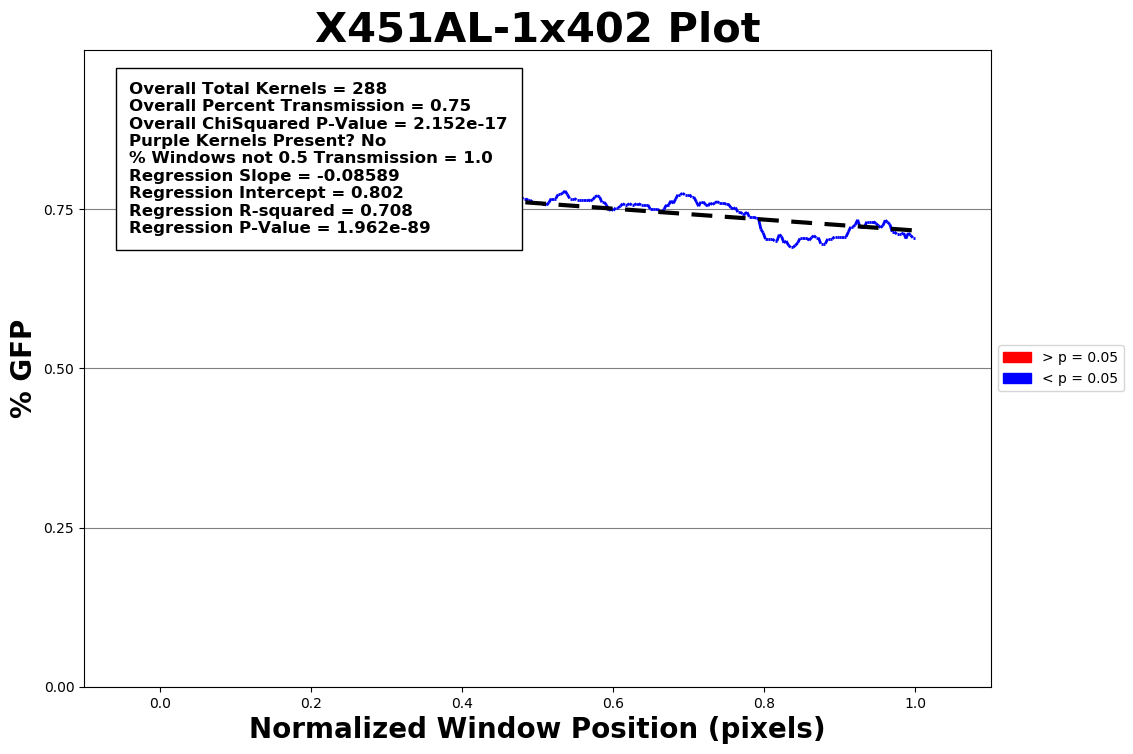 X451AL-1x402 Plot
Overall Total Kernels = 288
Overall Percent Transmission = 0.75
Overall ChiSquared P-Value = 2.152e-17
Purple Kernels Present? No
% Windows not 0.5 Transmission = 1.0
Regression Slope = -0.08589
Regression Intercept = 0.802
Regression R-squared = 0.708
Regression P-Value = 1.962e-89
0.75
0.50
0.25
0.00
% GFP
> p = 0.05
< p = 0.05
0.0 0.2 0.4 0.6 0.8 1.0
Normalized Window Position (pixels)